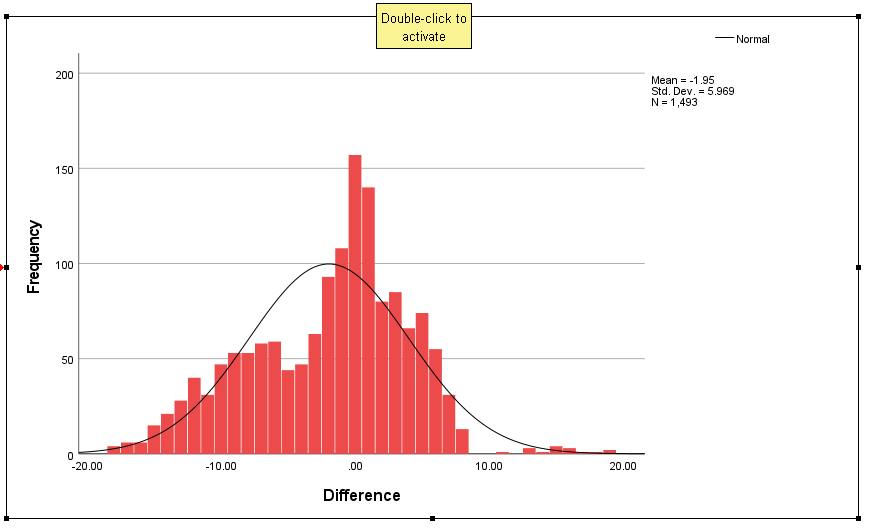 Double-click to
activate
Normal
200
Mean = -1.95
Std. Dev. = 5.969
N = 1,493
150
Frequency
100
50
0
-20.00
-10.00
.00
10.00
20.00
Difference